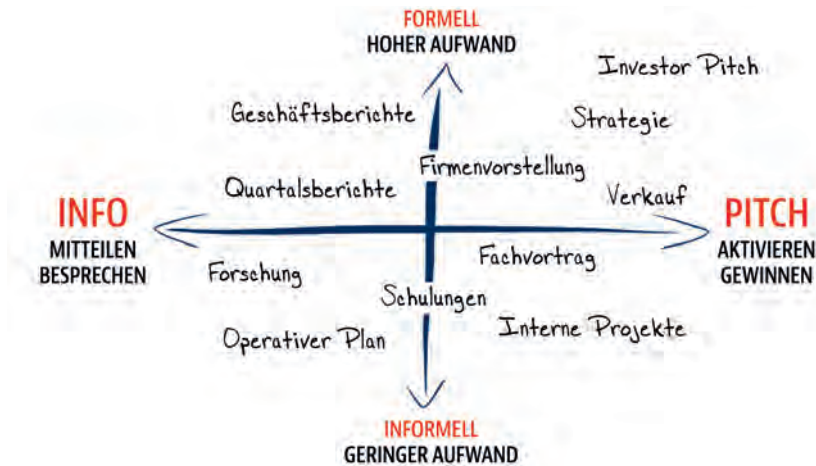 FORMELL
HOHER AUFWAND
Investor Pitch
Geschäftsberichte
Strategie
Firmenvorstellung
Quartalsberichte
Verkauf
INFO
MITTEILEN
BESPRECHEN
PITCH
AKTIVIEREN
GEWINNEN
Fachvortrag
Forschung
Schulungen
Operativer Plan
Interne Projekte
INFORMELL
GERINGER AUFWAND